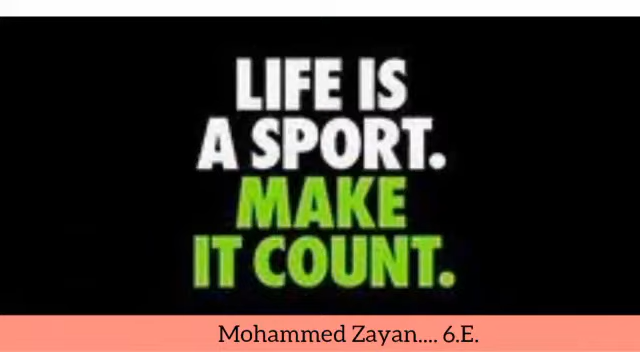 LIFE IS
A SPORT.
MAKE
IT COUNT.
Mohammed Zayan.... 6.E.